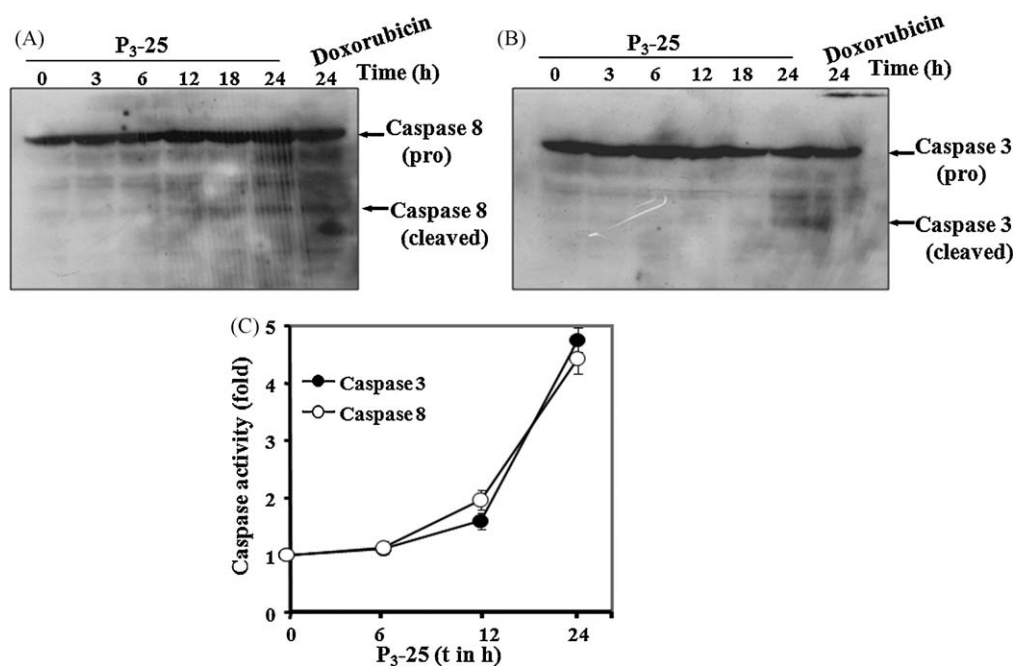 (A)
P3-25
Doxorubicin
0 3 6 12 18 24 24 Time (h)
Caspase 8
(pro)
Caspase 8
(cleaved)
(B)
P3-25
Doxorubicin
0 3 6 12 18 24 24 Time (h)
Caspase 3
(pro)
Caspase 3
(cleaved)
(C)
Caspase activity (fold)
5
4
3
2
1
0
Caspase 3
Caspase 8
0 6 12 24
P3-25 (t in h)